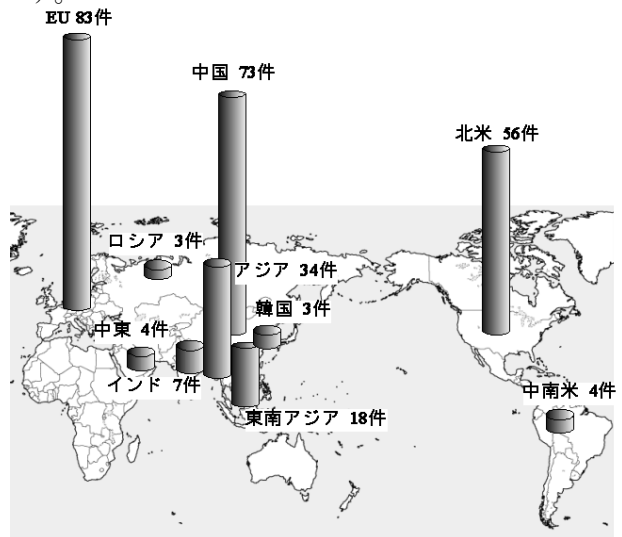 EU 83件
中国 73件
北米 56件
ロシア 3件
アジア 34件
韓国 3件
中東 4件
インド 7件
中南米 4件
東南アジア 18件